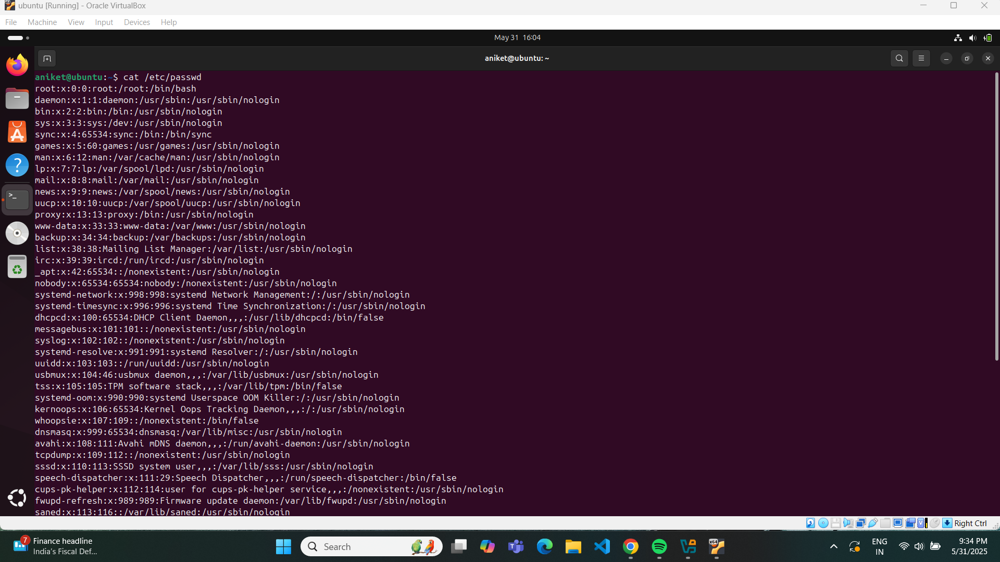 ubuntu [Running] - Oracle VirtualBox
File Machine View Input Devices Help
May 31 16:04
aniket@ubuntu: ~
aniket@ubuntu:~$ cat /etc/passwd
root:x:0:0:root:/root:/bin/bash
daemon:x:1:1:daemon:/usr/sbin:/usr/sbin/nologin
bin:x:2:2:bin:/bin:/usr/sbin/nologin
sys:x:3:3:sys:/dev:/usr/sbin/nologin
sync:x:4:65534:sync:/bin:/bin/sync
games:x:5:60:games:/usr/games:/usr/sbin/nologin
man:x:6:12:man:/var/cache/man:/usr/sbin/nologin
lp:x:7:7:lp:/var/spool/lpd:/usr/sbin/nologin
mail:x:8:8:mail:/var/mail:/usr/sbin/nologin
news:x:9:9:news:/var/spool/news:/usr/sbin/nologin
uucp:x:10:10:uucp:/var/spool/uucp:/usr/sbin/nologin
proxy:x:13:13:proxy:/bin:/usr/sbin/nologin
www-data:x:33:33:www-data:/var/www:/usr/sbin/nologin
backup:x:34:34:backup:/var/backups:/usr/sbin/nologin
list:x:38:38:Mailing List Manager:/var/list:/usr/sbin/nologin
irc:x:39:39:ircd:/run/ircd:/usr/sbin/nologin
_apt:x:42:65534::/nonexistent:/usr/sbin/nologin
nobody:x:65534:65534:nobody:/nonexistent:/usr/sbin/nologin
systemd-network:x:998:998:systemd Network Management:/:/usr/sbin/nologin
systemd-timesync:x:996:996:systemd Time Synchronization:/:/usr/sbin/nologin
dhcpcd:x:100:65534:DHCP Client Daemon,,,:/usr/lib/dhcpcd:/bin/false
messagebus:x:101:101::/nonexistent:/usr/sbin/nologin
syslog:x:102:102::/nonexistent:/usr/sbin/nologin
systemd-resolve:x:991:991:systemd Resolver:/:/usr/sbin/nologin
uuidd:x:103:103::/run/uuidd:/usr/sbin/nologin
usbmux:x:104:46:usbmux daemon,,,:/var/lib/usbmux:/usr/sbin/nologin
tss:x:105:105:TPM software stack,,,:/var/lib/tpm:/bin/false
systemd-oom:x:990:990:systemd Userspace OOM Killer:/:/usr/sbin/nologin
kernoops:x:106:65534:Kernel Oops Tracking Daemon,,,:/:/usr/sbin/nologin
whoopsie:x:107:109::/nonexistent:/bin/false
dnsmasq:x:999:65534:dnsmasq:/var/lib/misc:/usr/sbin/nologin
avahi:x:108:111:Avahi mDNS daemon,,,:/run/avahi-daemon:/usr/sbin/nologin
tcpdump:x:109:112::/nonexistent:/usr/sbin/nologin
sssd:x:110:113:SSSD system user,,,:/var/lib/sss:/usr/sbin/nologin
speech-dispatcher:x:111:29:Speech Dispatcher,,,:/run/speech-dispatcher:/bin/false
cups-pk-helper:x:112:114:user for cups-pk-helper service,,,:/nonexistent:/usr/sbin/nologin
fwupd-refresh:x:989:989:Firmware update daemon:/var/lib/fwupd:/usr/sbin/nologin
saned:x:113:116::/var/lib/saned:/usr/sbin/nologin
Right Ctrl
7
Finance headline
India's Fiscal Def...
Search
ENG
IN
9:34 PM
5/31/2025